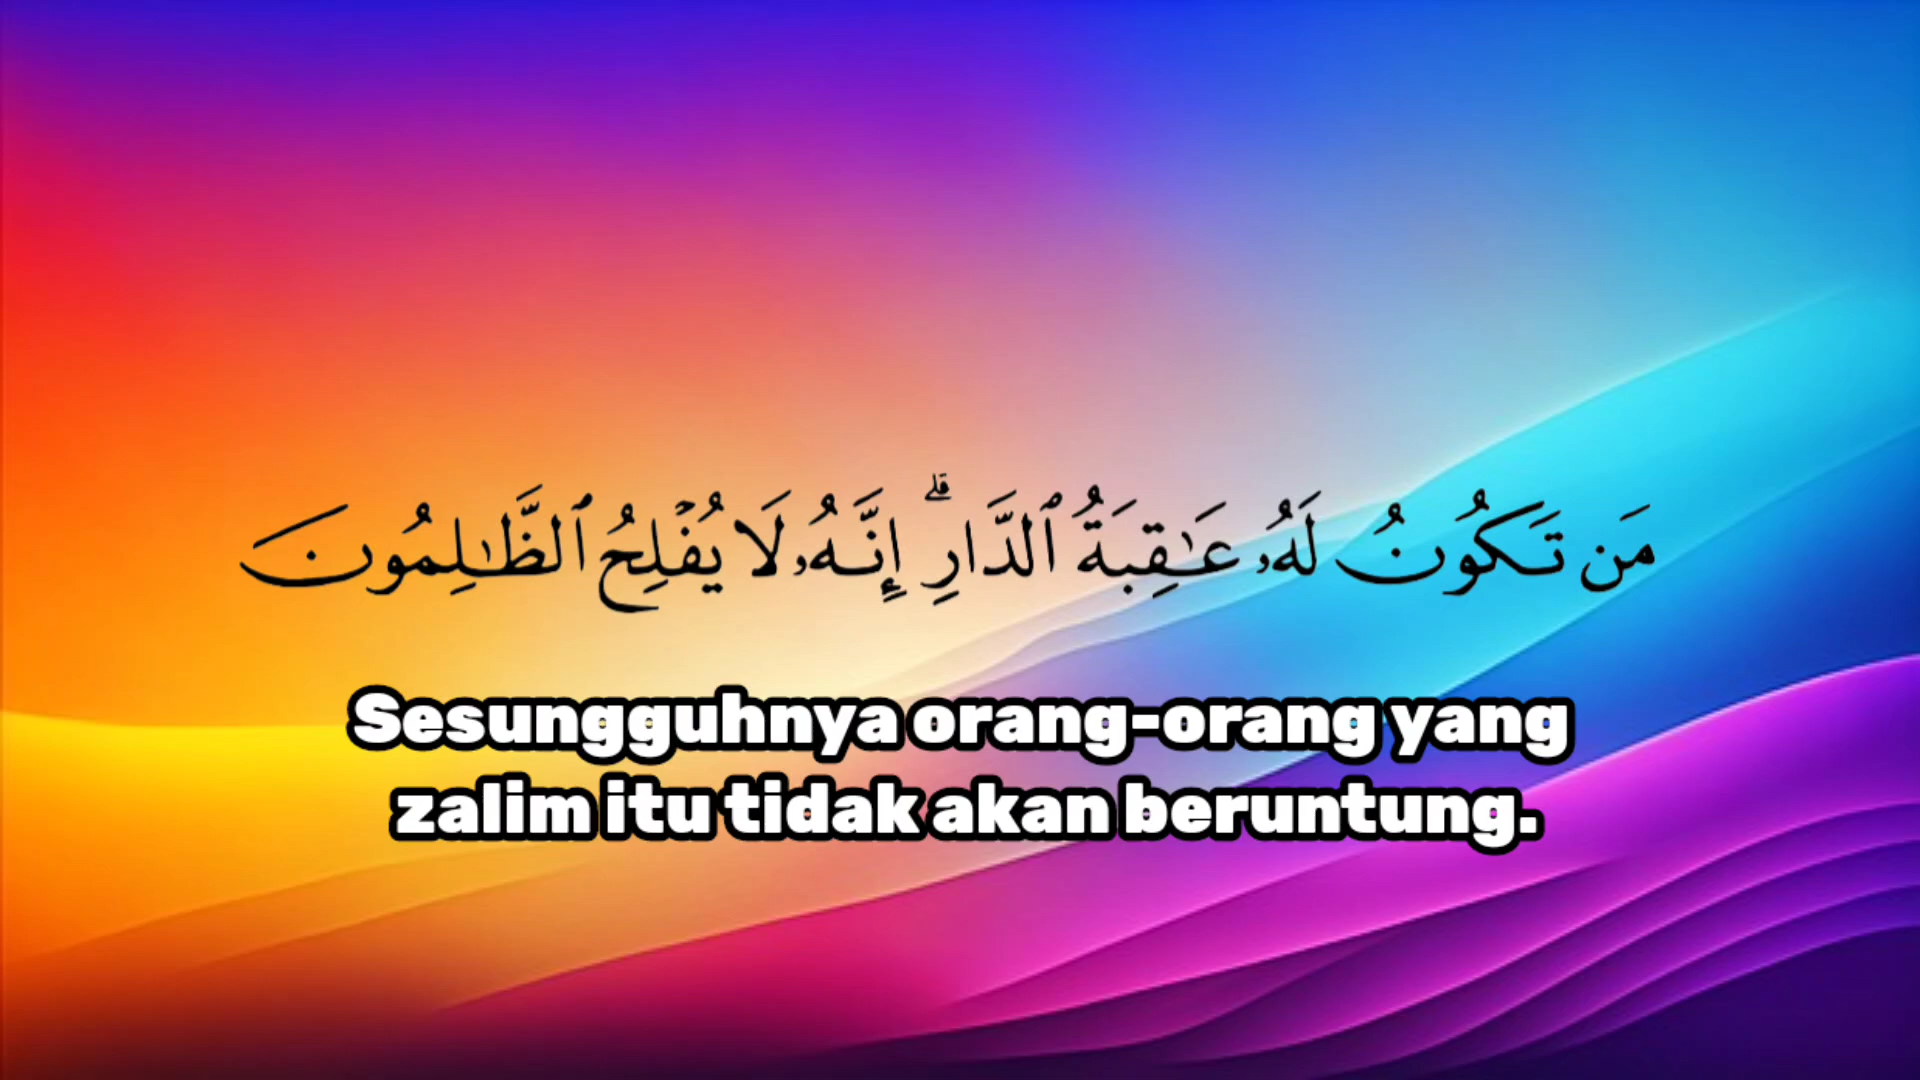 مَن تَكُونُ لَهُۥ عَـٰقِبَةُ ٱلدَّارِ ۗ إِنَّهُۥ لَا يُفْلِحُ ٱلظَّـٰلِمُونَ
Sesungguhnya orang-orang yang
zalim itu tidak akan beruntung.